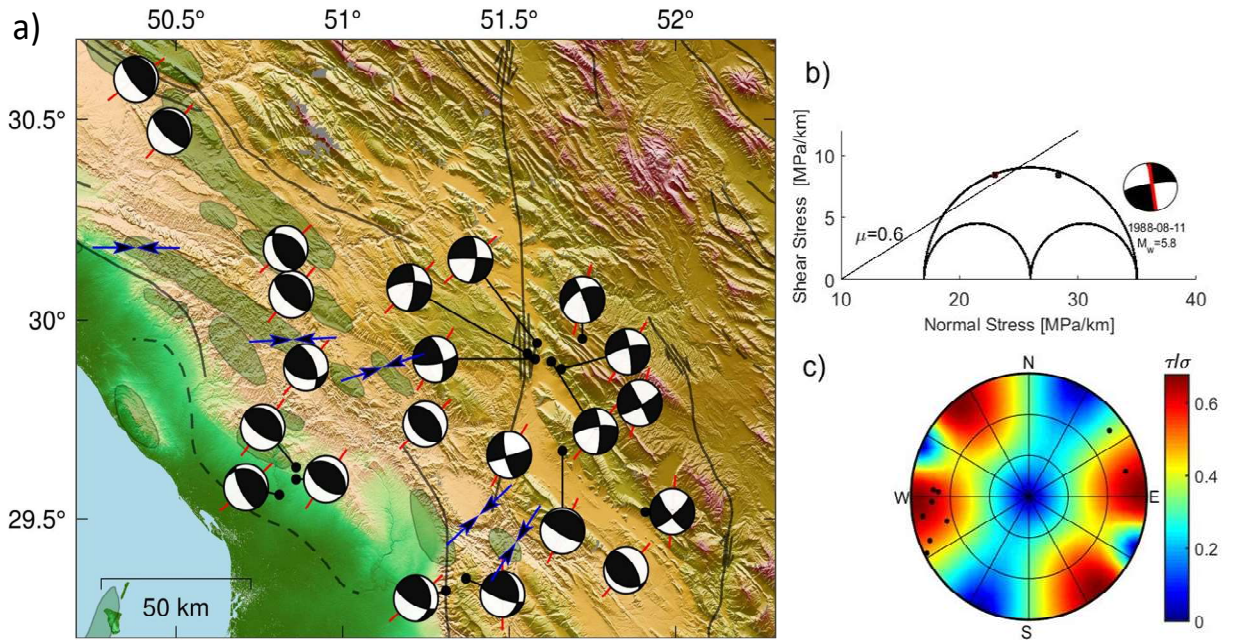 a)
50.5° 51° 51.5° 52°
30.5°
30°
29.5°
50 km
b)
Shear Stress [MPa/km]
10
5
0
μ=0.6
1988-08-11
Mw=5.8
10 20 30 40
Normal Stress [MPa/km]
c)
N
W
E
S
τ/σ
0.6
0.4
0.2
0